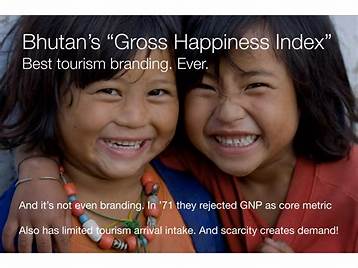 Bhutan's "Gross Happiness Index"
Best tourism branding. Ever.
And it's not even branding. In '71 they rejected GNP as core metric
Also has limited tourism arrival intake. And scarcity creates demand!